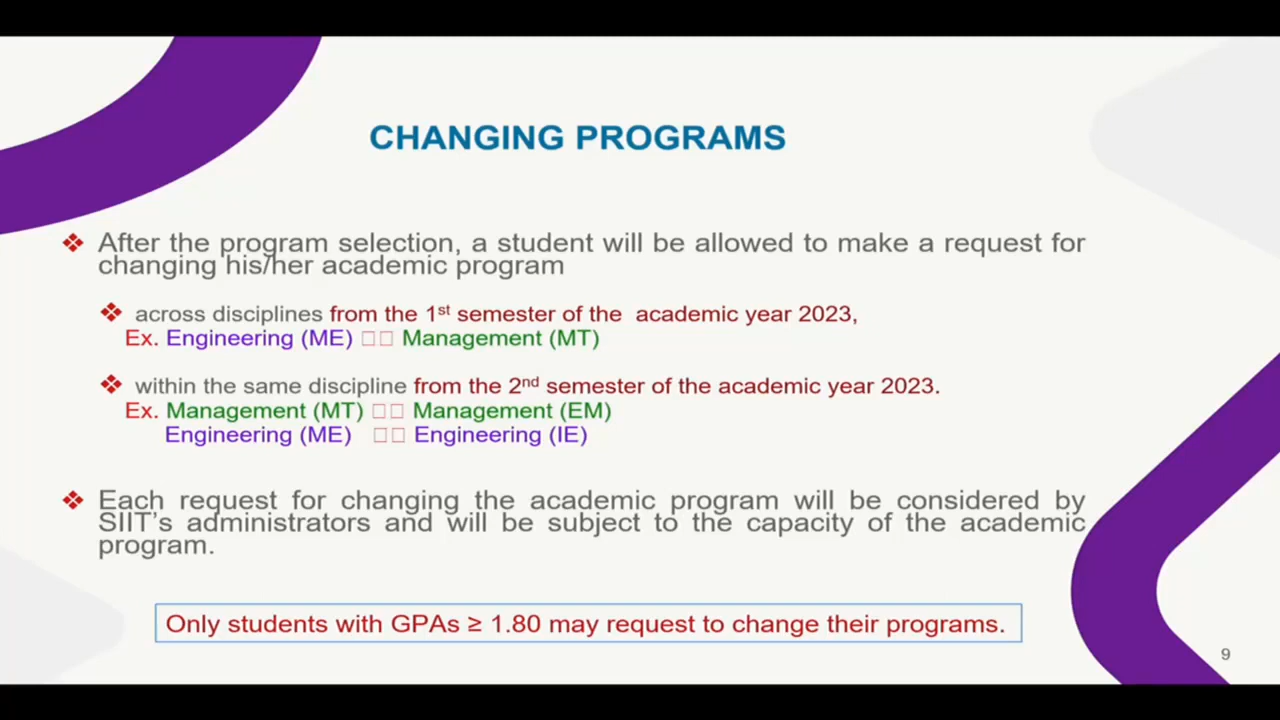 CHANGING PROGRAMS
❖ After the program selection, a student will be allowed to make a request for
changing his/her academic program
❖ across disciplines from the 1st semester of the academic year 2023,
Ex. Engineering (ME) □□ Management (MT)
❖ within the same discipline from the 2nd semester of the academic year 2023.
Ex. Management (MT) □□ Management (EM)
Engineering (ME) □□ Engineering (IE)
❖ Each request for changing the academic program will be considered by
SIIT's administrators and will be subject to the capacity of the academic
program.
Only students with GPAs ≥ 1.80 may request to change their programs.
9